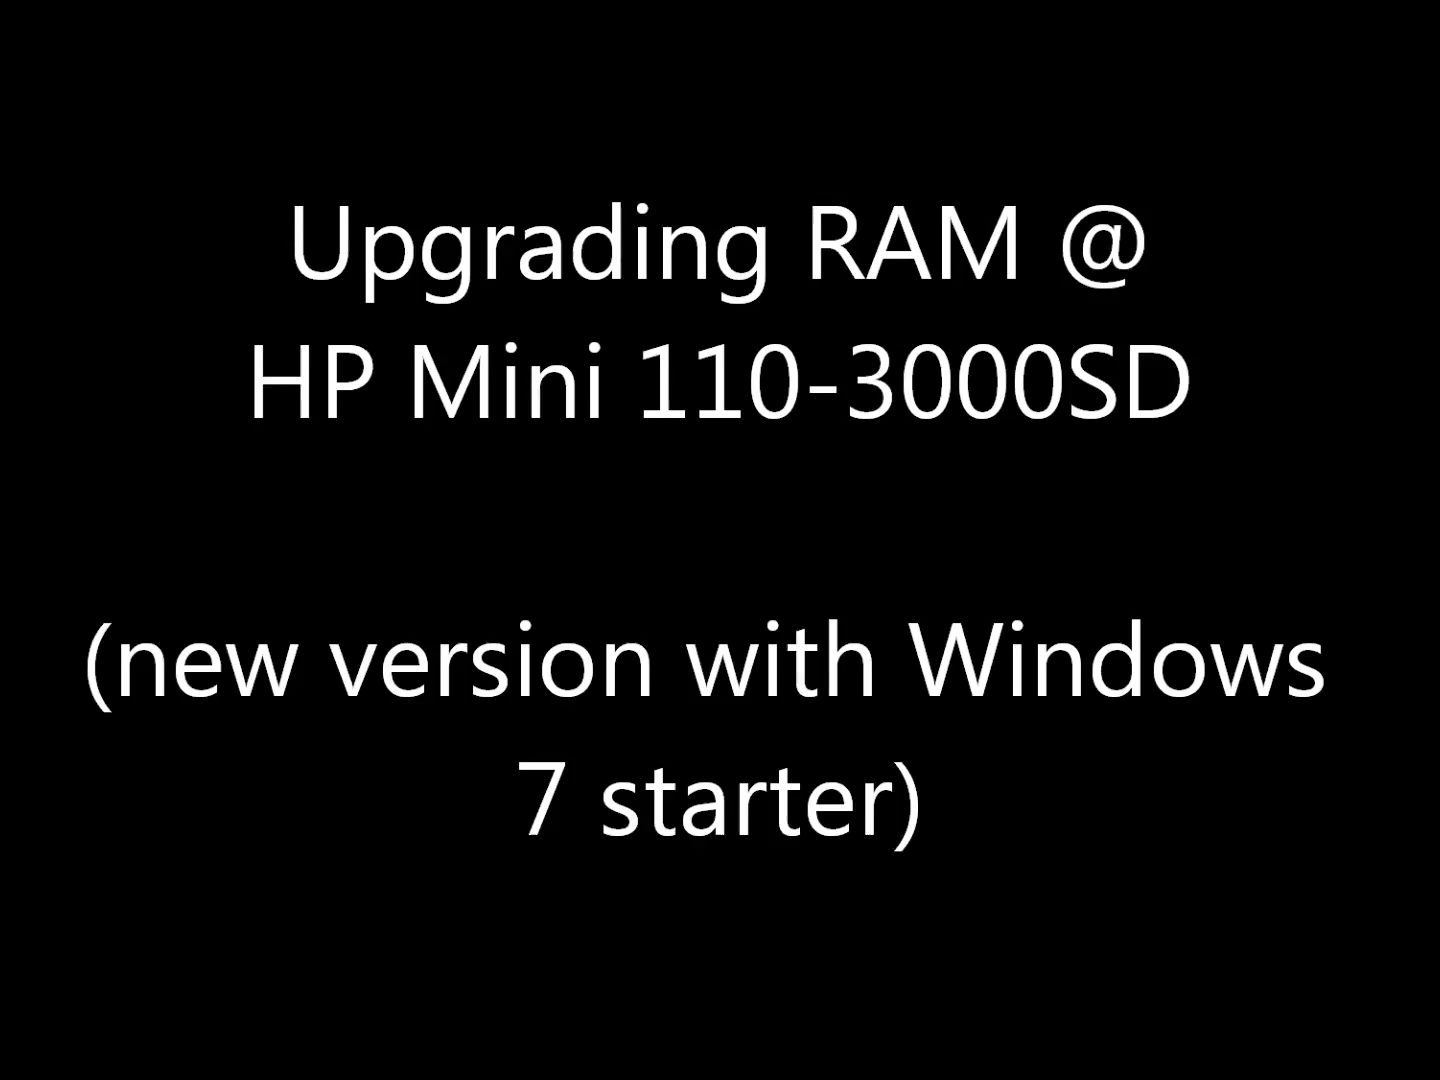 Upgrading RAM @
HP Mini 110-3000SD
(new version with Windows
7 starter)